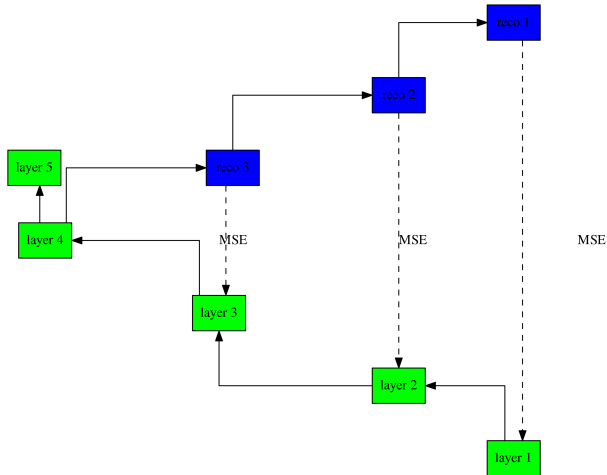 reco 1
reco 2
layer 5
reco 3
layer 4
MSE
MSE
MSE
layer 3
layer 2
layer 1